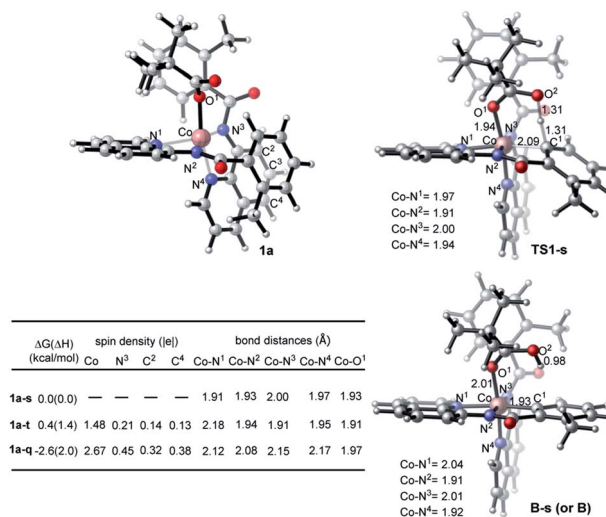 O¹
Co
N¹
N³
N²
C²
C³
N⁴
C⁴
1a
O²
O¹
1.31
1.94
N³
1.31
N¹
Co
2.09
C¹
N²
N⁴
Co-N¹= 1.97
Co-N²= 1.91
Co-N³= 2.00
Co-N⁴= 1.94
TS1-s
ΔG(ΔH) spin density (|e|) bond distances (Å)
(kcal/mol) Co N³ C² C⁴ Co-N¹ Co-N² Co-N³ Co-N⁴ Co-O¹
1a-s 0.0(0.0) — — — — 1.91 1.93 2.00 1.97 1.93
1a-t 0.4(1.4) 1.48 0.21 0.14 0.13 2.18 1.94 1.91 1.95 1.91
1a-q -2.6(2.0) 2.67 0.45 0.32 0.38 2.12 2.08 2.15 2.17 1.97
O²
0.98
O¹
2.01
N³
N¹
Co
1.93
C¹
N²
N⁴
Co-N¹= 2.04
Co-N²= 1.91
Co-N³= 2.01
Co-N⁴= 1.92
B-s (or B)